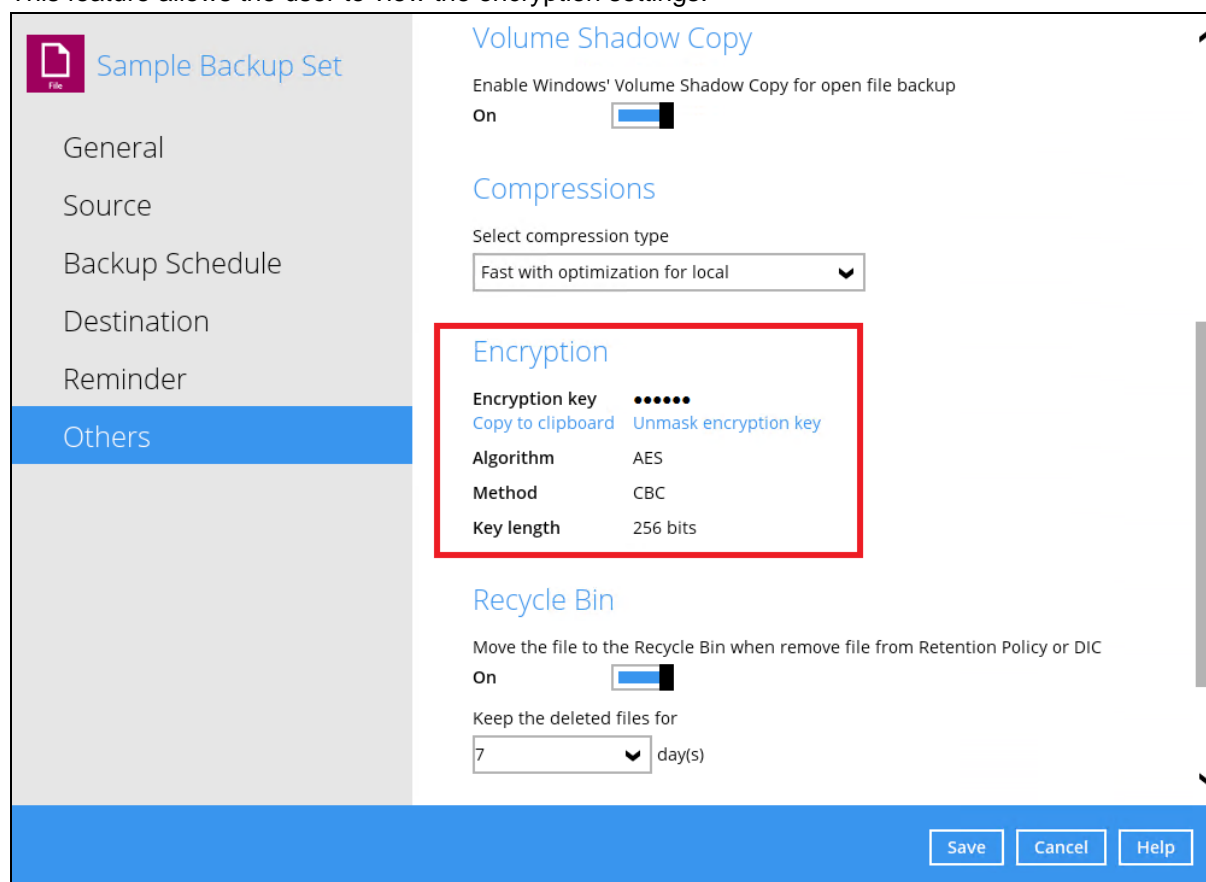 This feature allows the user to view the encryption settings.
File
Sample Backup Set
General
Source
Backup Schedule
Destination
Reminder
Others
Volume Shadow Copy
Enable Windows' Volume Shadow Copy for open file backup
On
Compressions
Select compression type
Fast with optimization for local
Encryption
Encryption key ●●●●●●
Copy to clipboard Unmask encryption key
Algorithm AES
Method CBC
Key length 256 bits
Recycle Bin
Move the file to the Recycle Bin when remove file from Retention Policy or DIC
On
Keep the deleted files for
7 day(s)
Save Cancel Help